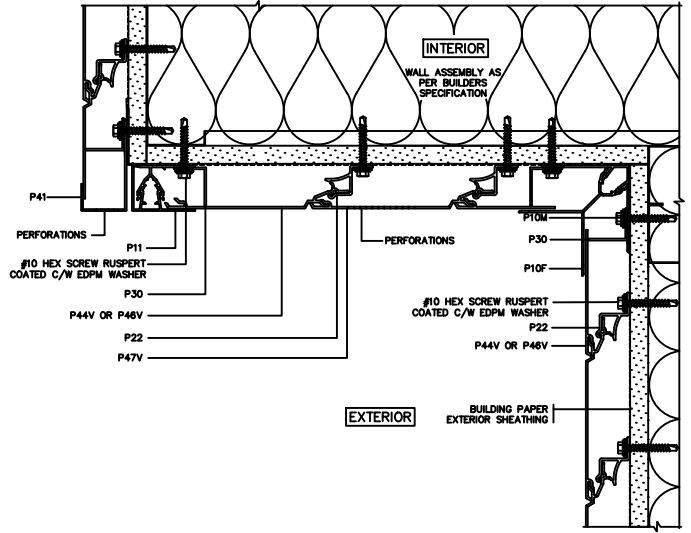 INTERIOR
WALL ASSEMBLY AS
PER BUILDERS
SPECIFICATION
P41
PERFORATIONS
P11
#10 HEX SCREW RUSPERT
COATED C/W EDPM WASHER
P30
P44V OR P46V
P22
P47V
PERFORATIONS
P10M
P30
P10F
#10 HEX SCREW RUSPERT
COATED C/W EDPM WASHER
P22
P44V OR P46V
EXTERIOR
BUILDING PAPER
EXTERIOR SHEATHING